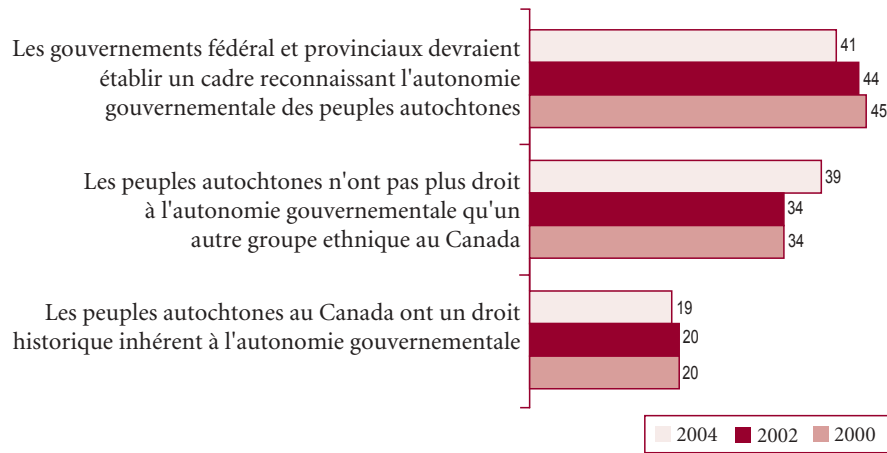 Les gouvernements fédéral et provinciaux devraient
établir un cadre reconnaissant l'autonomie
gouvernementale des peuples autochtones
41
44
45
Les peuples autochtones n'ont pas plus droit
à l'autonomie gouvernementale qu'un
autre groupe ethnique au Canada
39
34
34
Les peuples autochtones au Canada ont un droit
historique inhérent à l'autonomie gouvernementale
19
20
20
2004 2002 2000